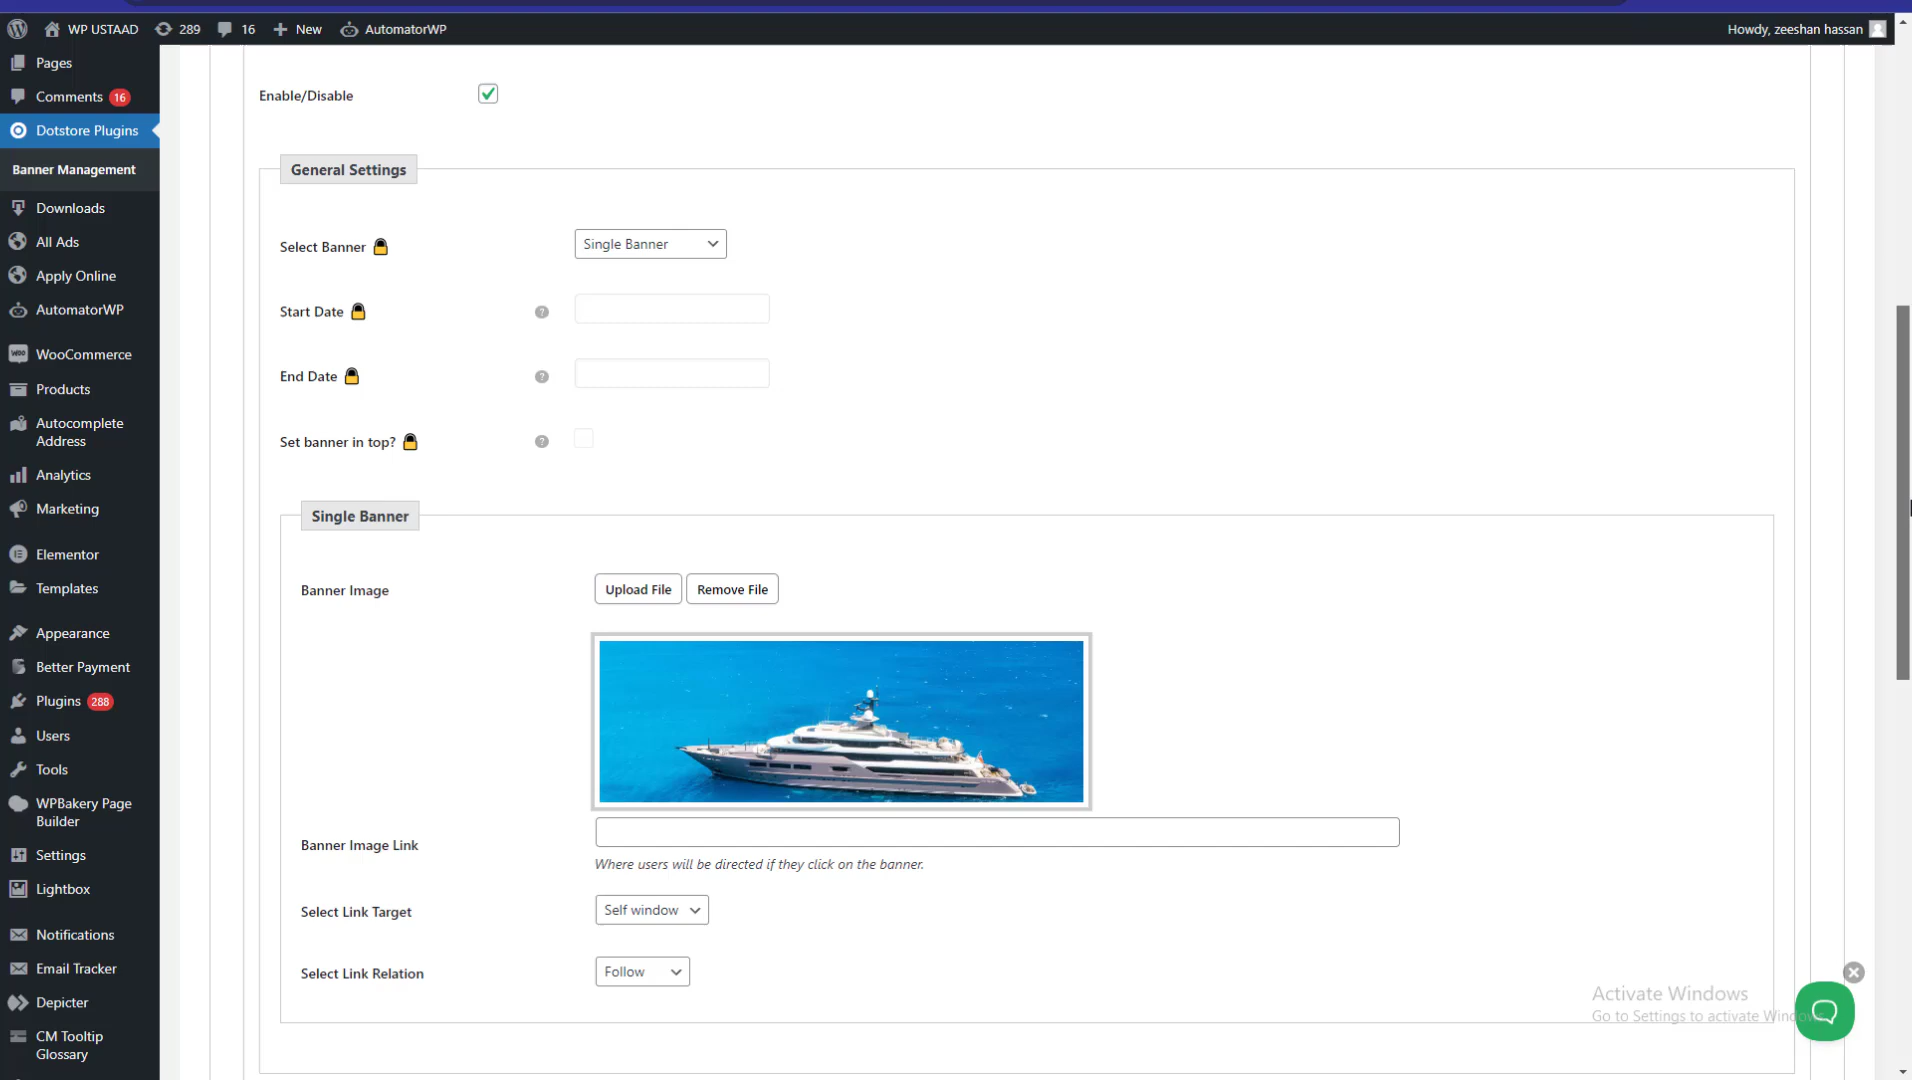 WP USTAAD 289 16 New AutomatorWP Howdy, zeeshan hassan
Pages
Comments 16
Dotstore Plugins
Banner Management
Downloads
All Ads
Apply Online
AutomatorWP
WooCommerce
Products
Autocomplete
Address
Analytics
Marketing
Elementor
Templates
Appearance
Better Payment
Plugins 288
Users
Tools
WPBakery Page
Builder
Settings
Lightbox
Notifications
Email Tracker
Depicter
CM Tooltip
Glossary
Enable/Disable
General Settings
Select Banner Single Banner
Start Date ?
End Date ?
Set banner in top? ?
Single Banner
Banner Image Upload File Remove File
Banner Image Link
Where users will be directed if they click on the banner.
Select Link Target Self window
Select Link Relation Follow
Activate Windows
Go to Settings to activate Windows.